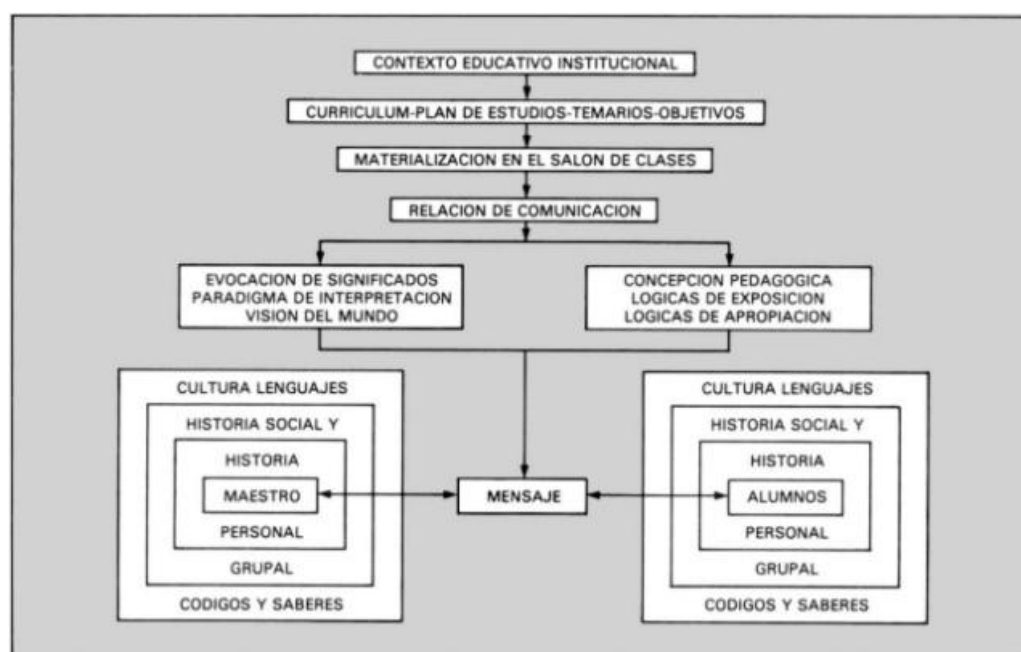 CONTEXTO EDUCATIVO INSTITUCIONAL
CURRICULUM-PLAN DE ESTUDIOS-TEMARIOS-OBJETIVOS
MATERIALIZACION EN EL SALON DE CLASES
RELACION DE COMUNICACION
EVOCACION DE SIGNIFICADOS
PARADIGMA DE INTERPRETACION
VISION DEL MUNDO
CONCEPCION PEDAGOGICA
LOGICAS DE EXPOSICION
LOGICAS DE APROPIACION
CULTURA LENGUAJES
HISTORIA SOCIAL Y
HISTORIA
MAESTRO
PERSONAL
GRUPAL
CODIGOS Y SABERES
MENSAJE
CULTURA LENGUAJES
HISTORIA SOCIAL Y
HISTORIA
ALUMNOS
PERSONAL
GRUPAL
CODIGOS Y SABERES